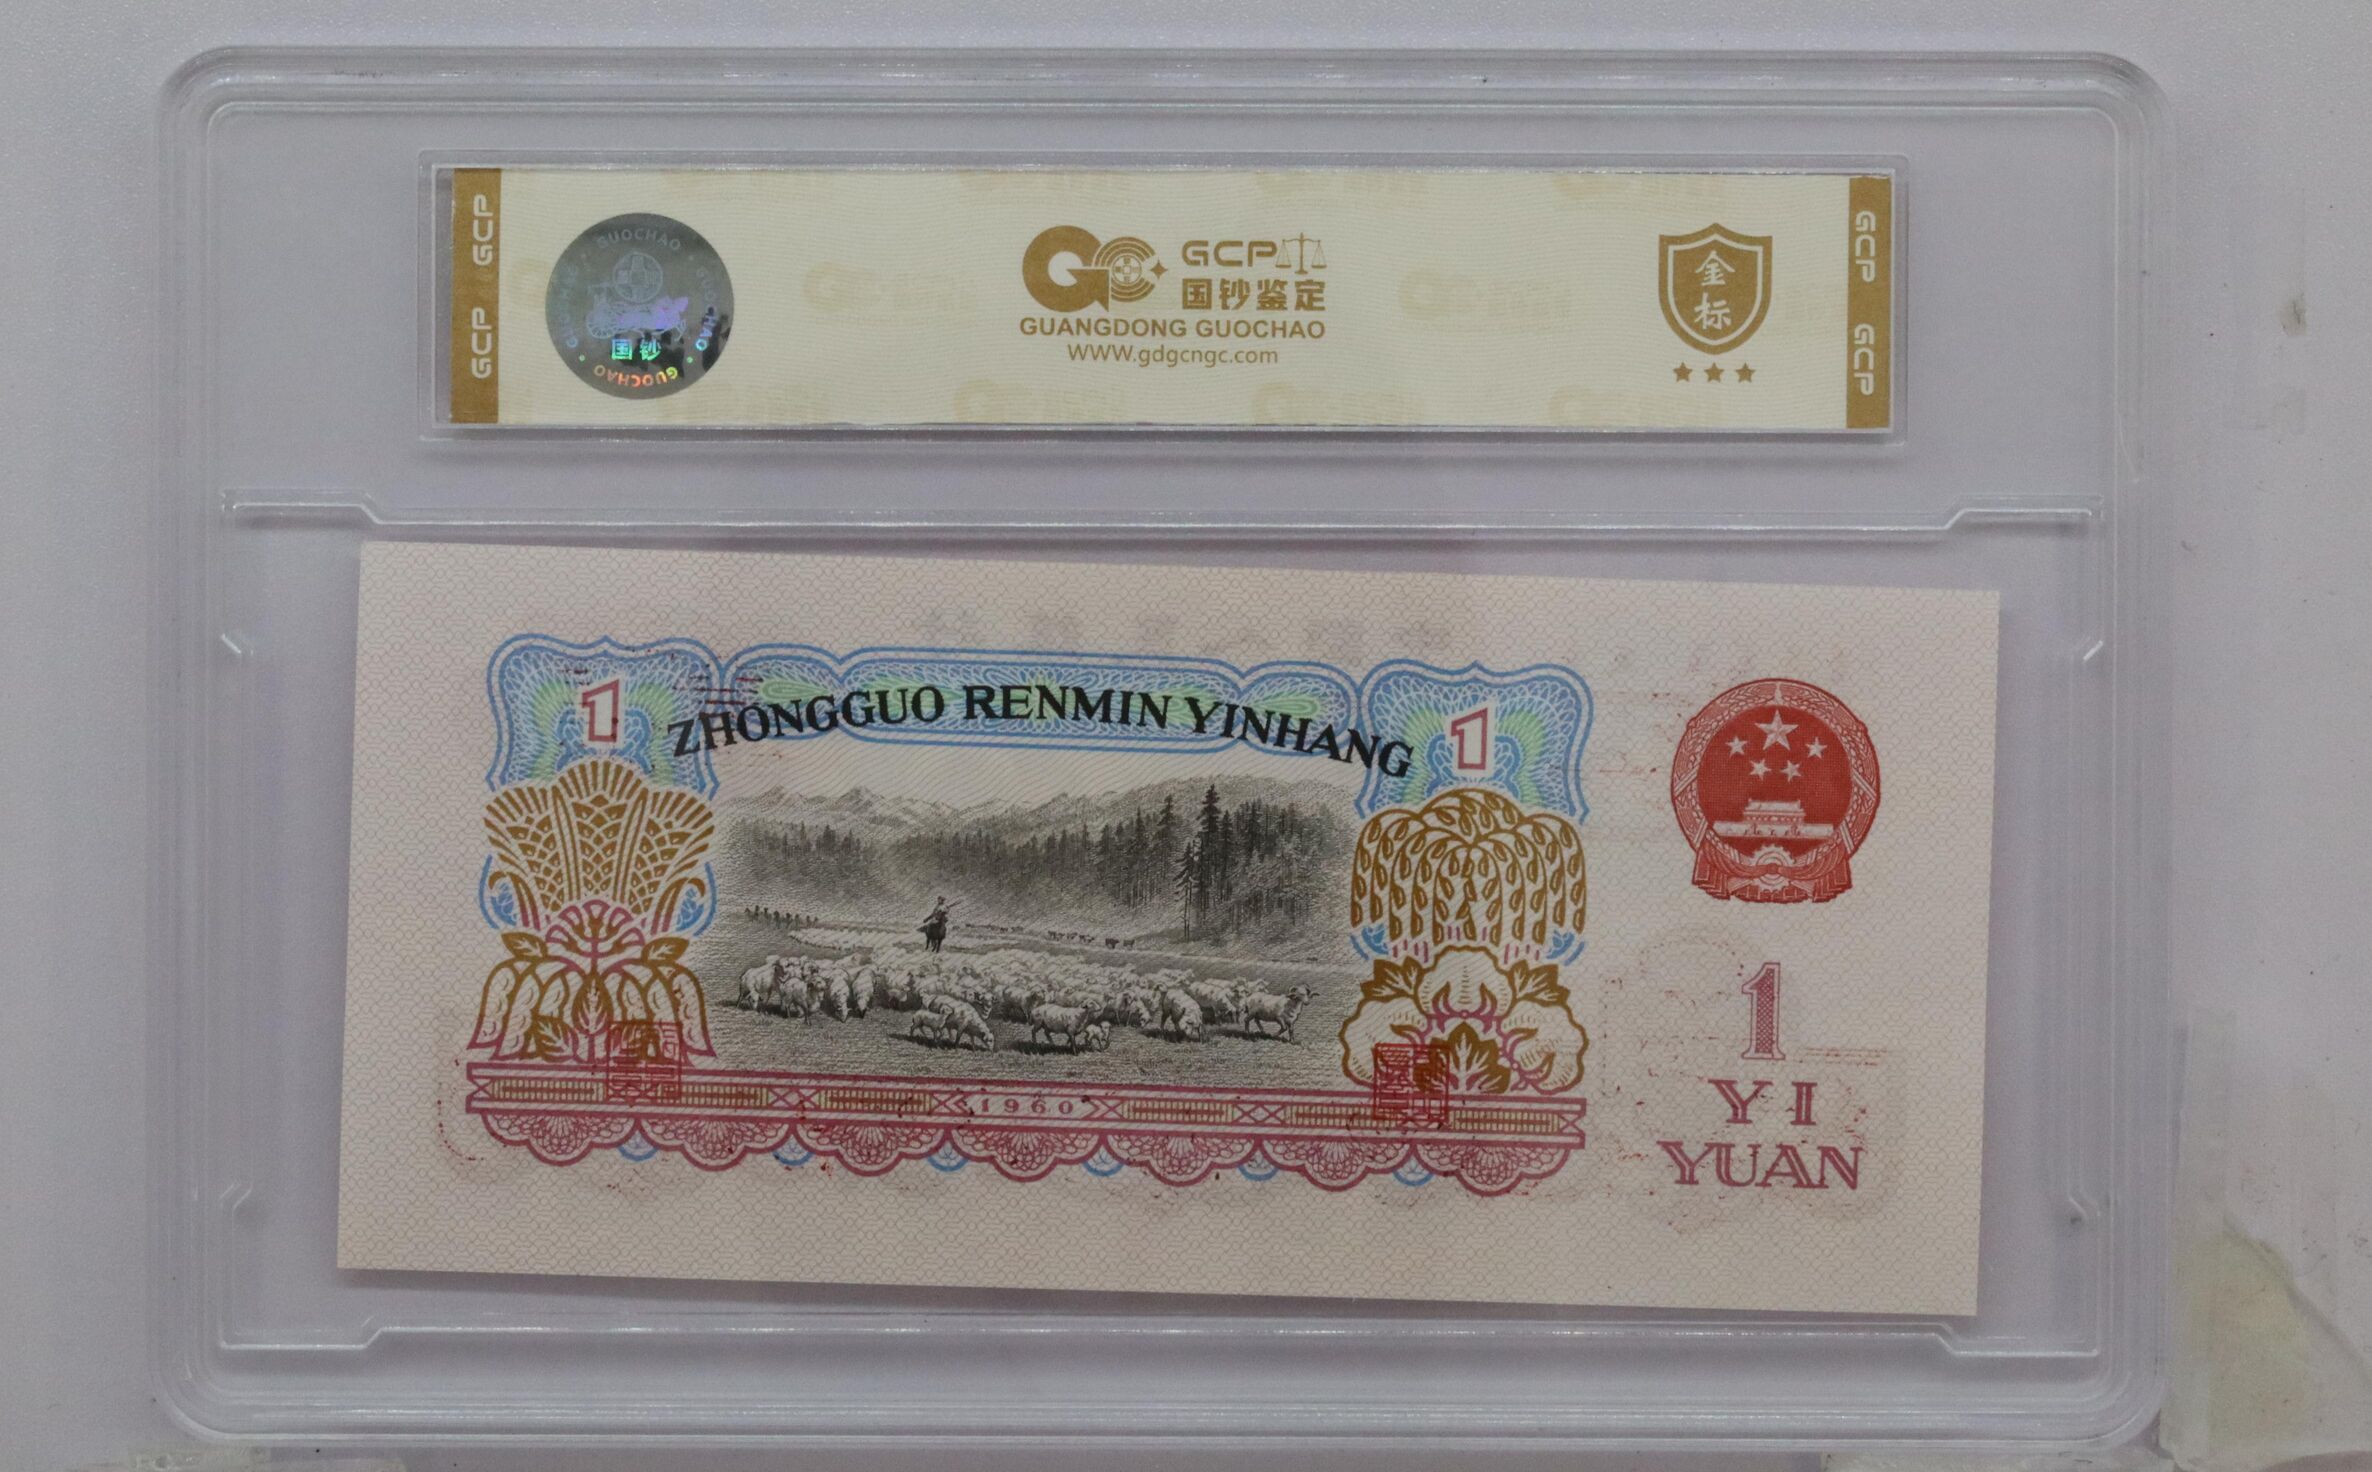 GCP GCP
GUOCHAO
GUOCHAO
国钞
GUOCHAO
GCP
国钞鉴定
GUANGDONG GUOCHAO
WWW.gdgcngc.com
金
标
GCP GCP
1
ZHONGGUO RENMIN YINHANG
1
1960
1
YI
YUAN